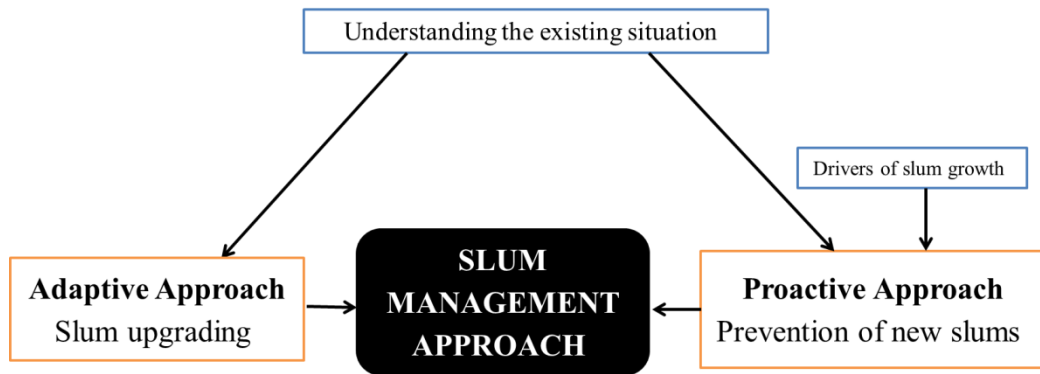 Understanding the existing situation
Drivers of slum growth
Adaptive Approach
Slum upgrading
SLUM
MANAGEMENT
APPROACH
Proactive Approach
Prevention of new slums